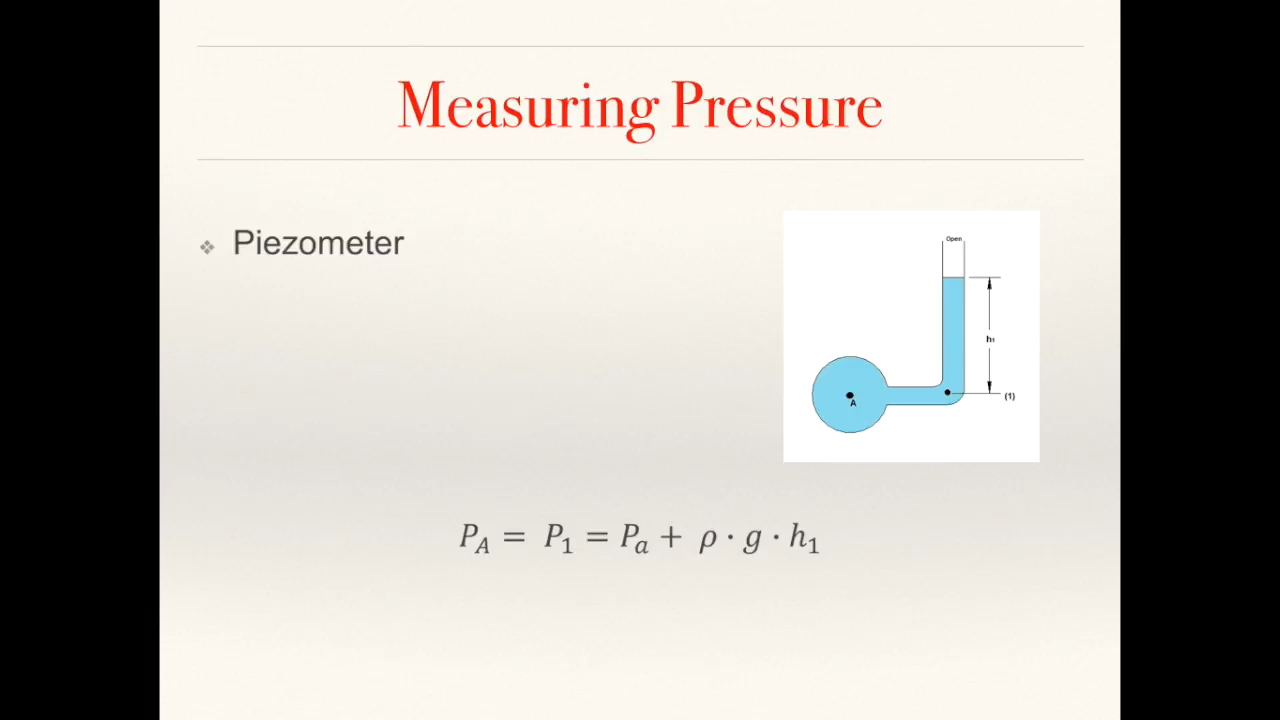 Measuring Pressure
❖ Piezometer
Open
h₁
A
(1)
P_A = P_1 = P_a + ρ · g · h_1